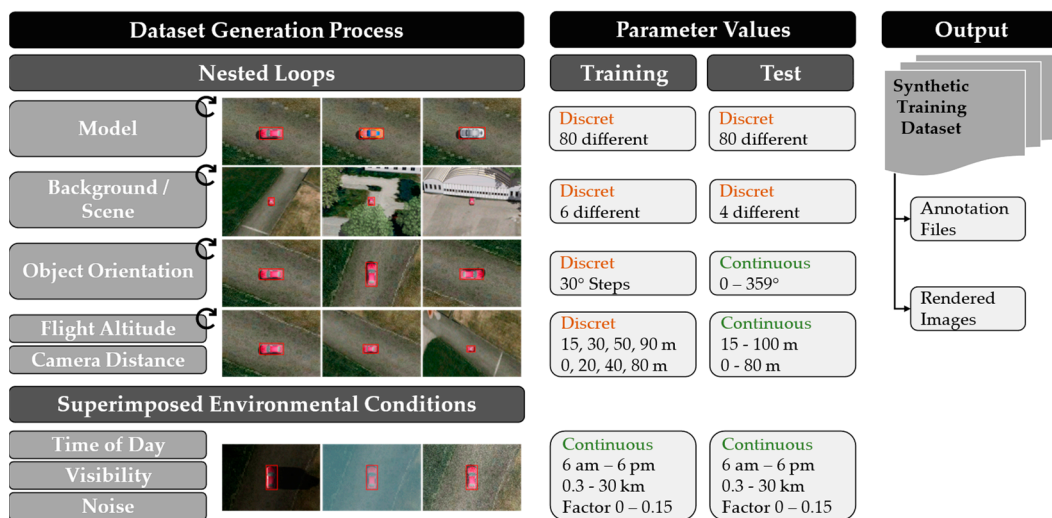 Dataset Generation Process
Parameter Values
Output
Nested Loops
Training
Test
Synthetic
Training
Dataset
Model
Discret
80 different
Discret
80 different
Background /
Scene
Discret
6 different
Discret
4 different
Annotation
Files
Object Orientation
Discret
30° Steps
Continuous
0 – 359°
Rendered
Images
Flight Altitude
Camera Distance
Discret
15, 30, 50, 90 m
0, 20, 40, 80 m
Continuous
15 - 100 m
0 - 80 m
Superimposed Environmental Conditions
Time of Day
Visibility
Noise
Continuous
6 am – 6 pm
0.3 - 30 km
Factor 0 – 0.15
Continuous
6 am – 6 pm
0.3 - 30 km
Factor 0 – 0.15